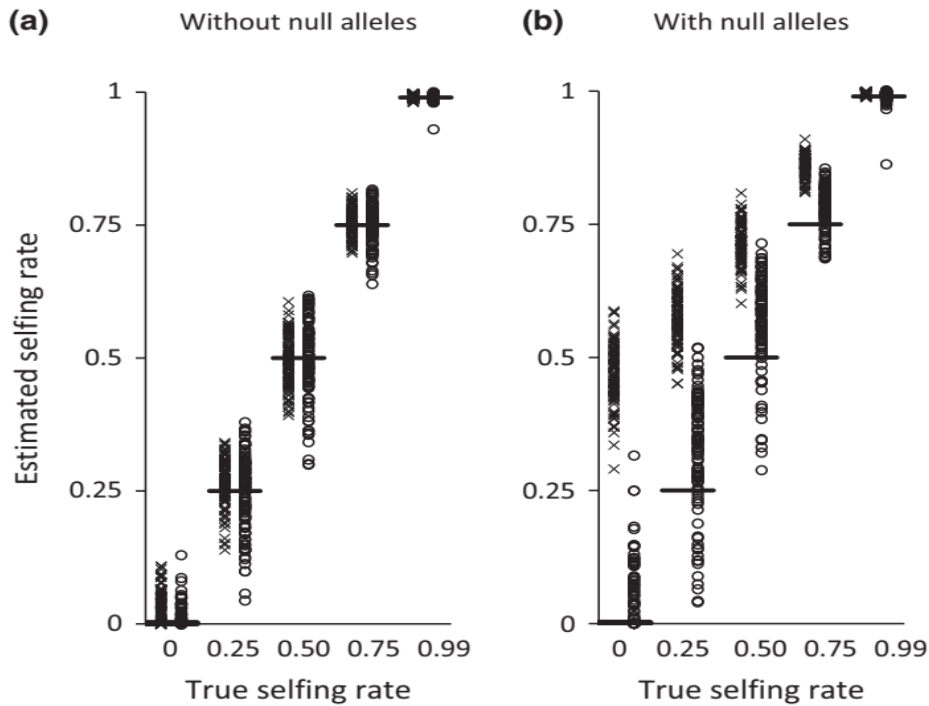 (a) Without null alleles
(b) With null alleles
Estimated selfing rate
1
0.75
0.5
0.25
0
0 0.25 0.50 0.75 0.99
True selfing rate
1
0.75
0.5
0.25
0
0 0.25 0.50 0.75 0.99
True selfing rate